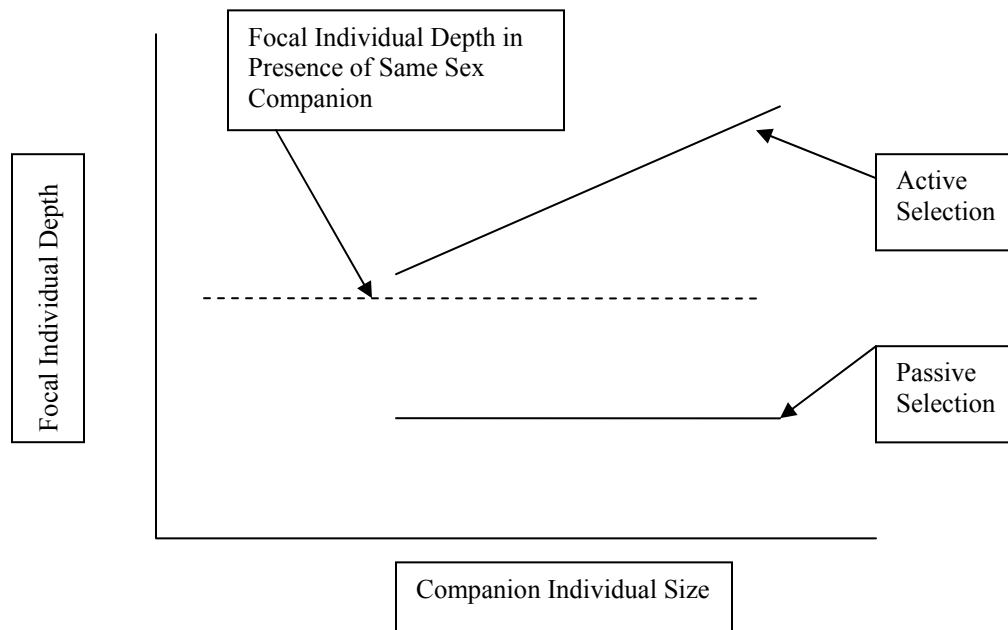 Focal Individual Depth in
Presence of Same Sex
Companion
Focal Individual Depth
Active
Selection
Passive
Selection
Companion Individual Size